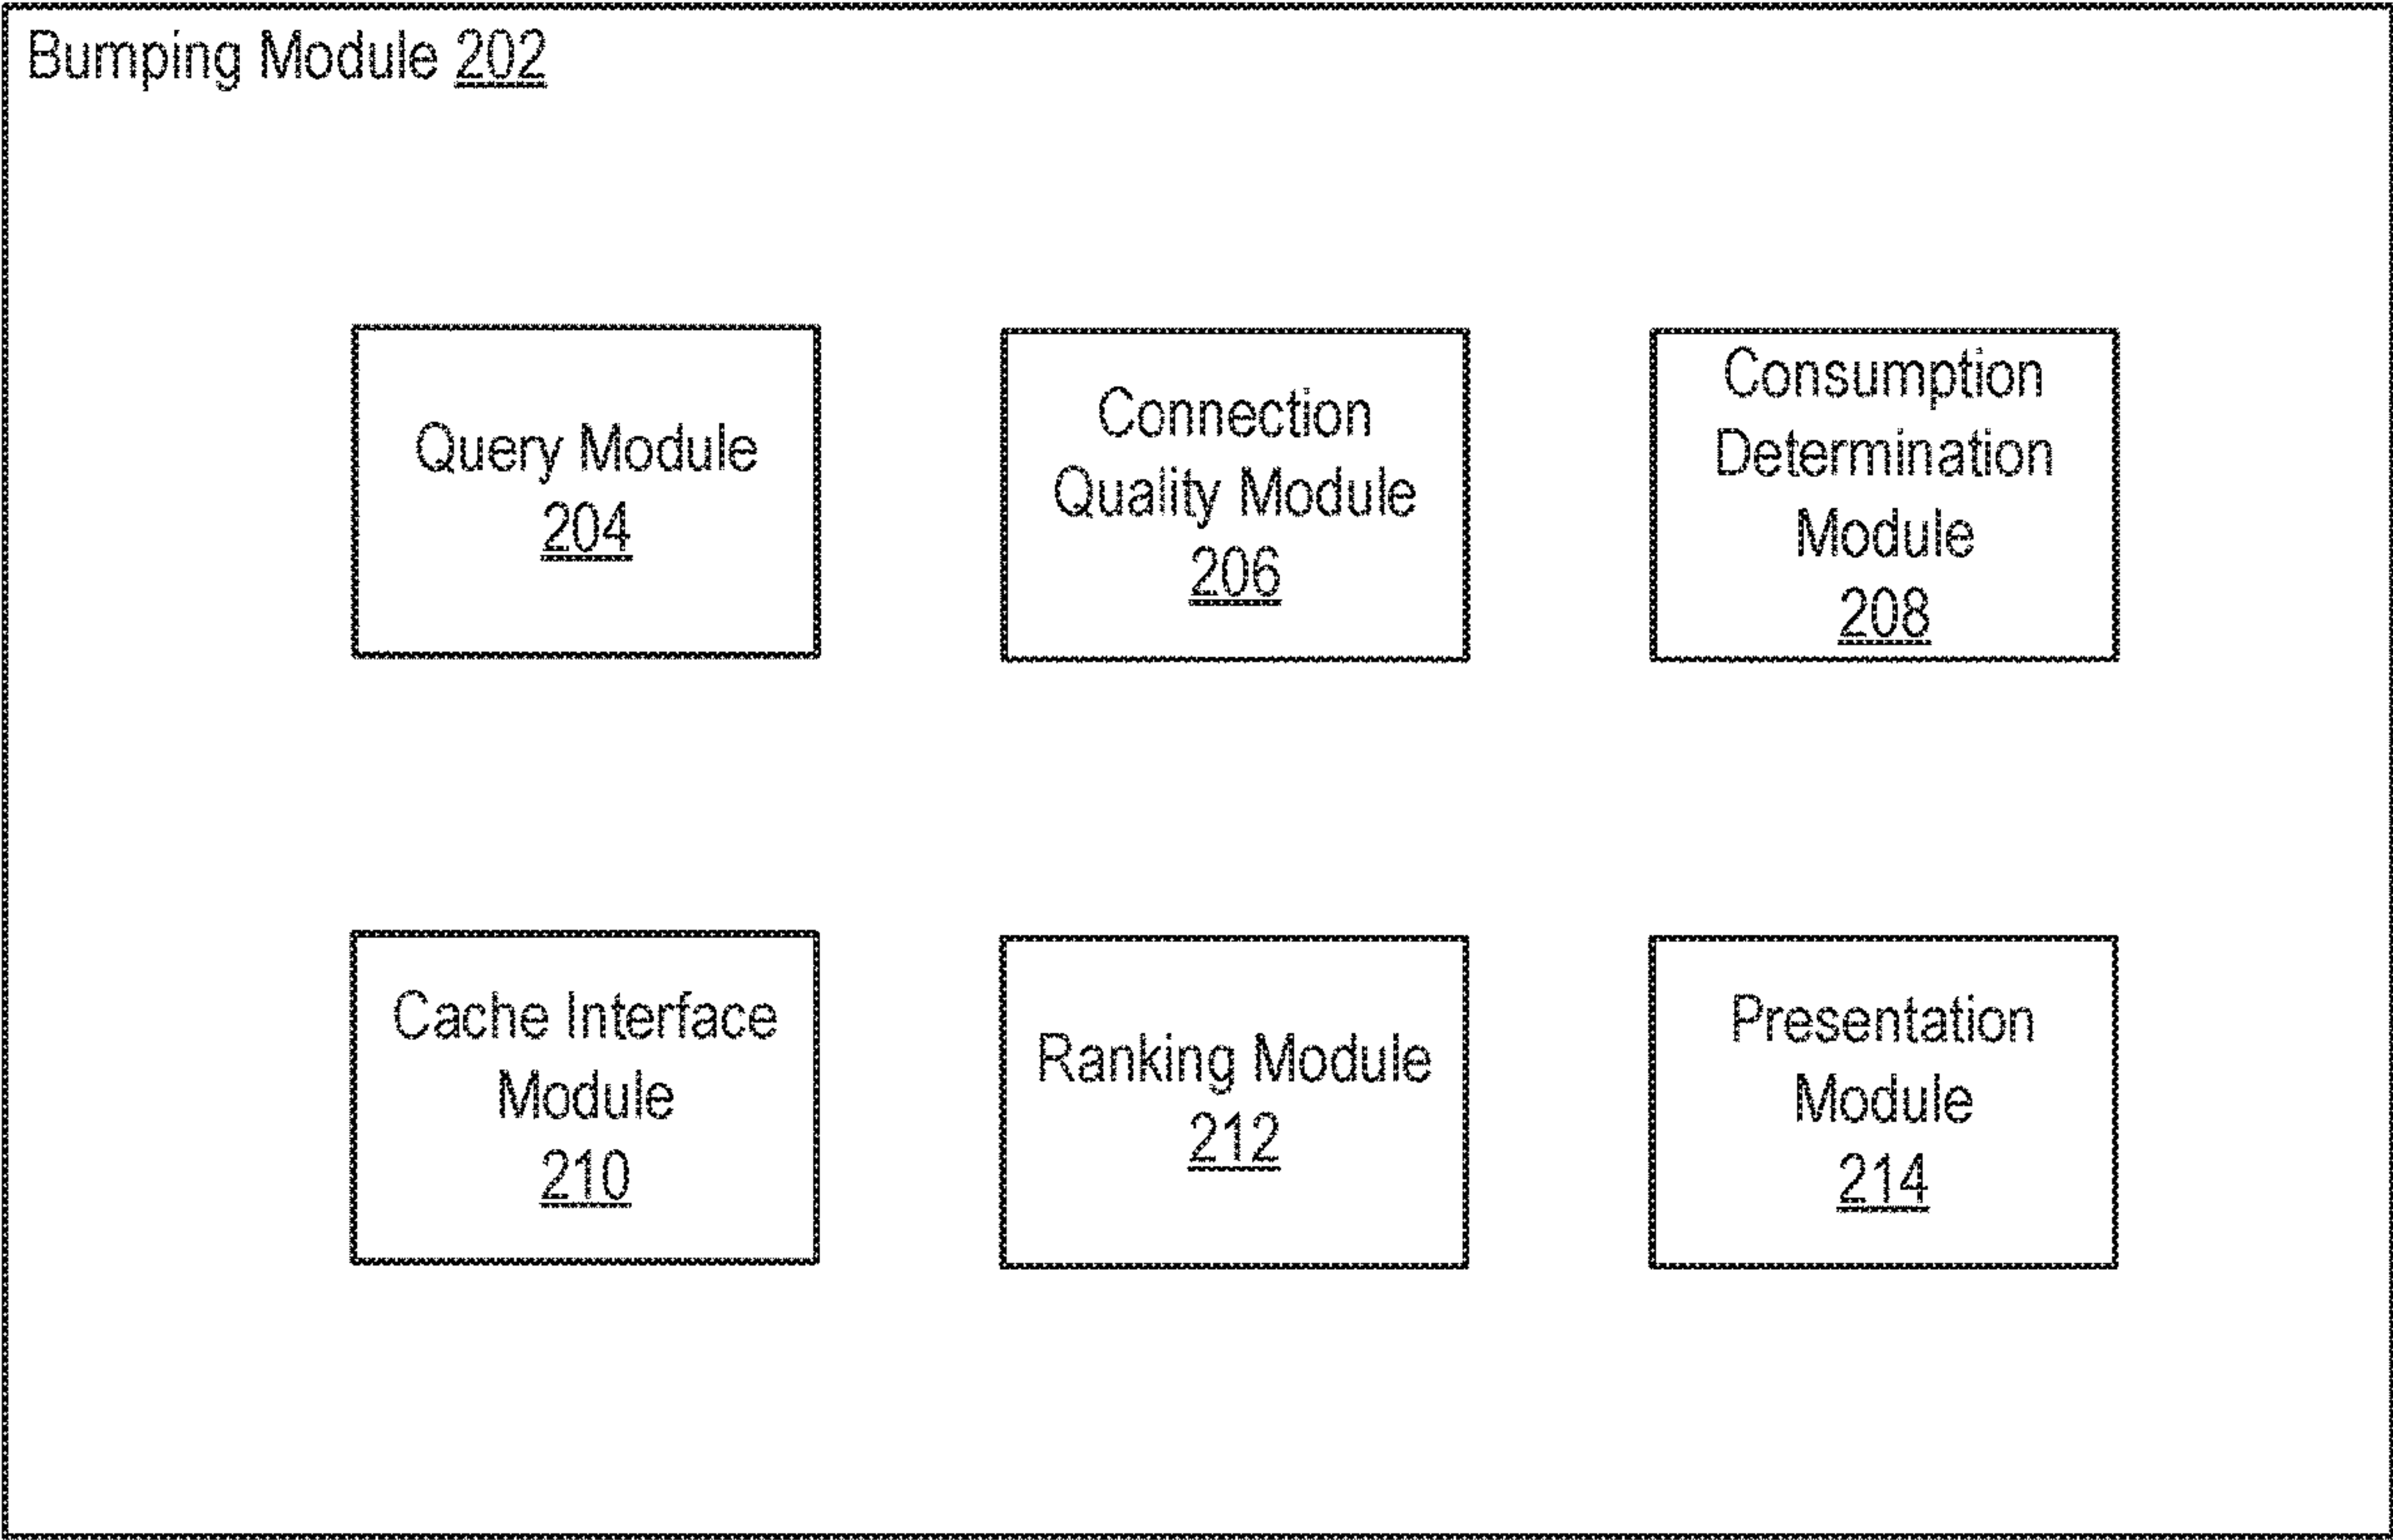 Bumping Module 202
Query Module
204
Connection
Quality Module
206
Consumption
Determination
Module
208
Cache Interface
Module
210
Ranking Module
212
Presentation
Module
214